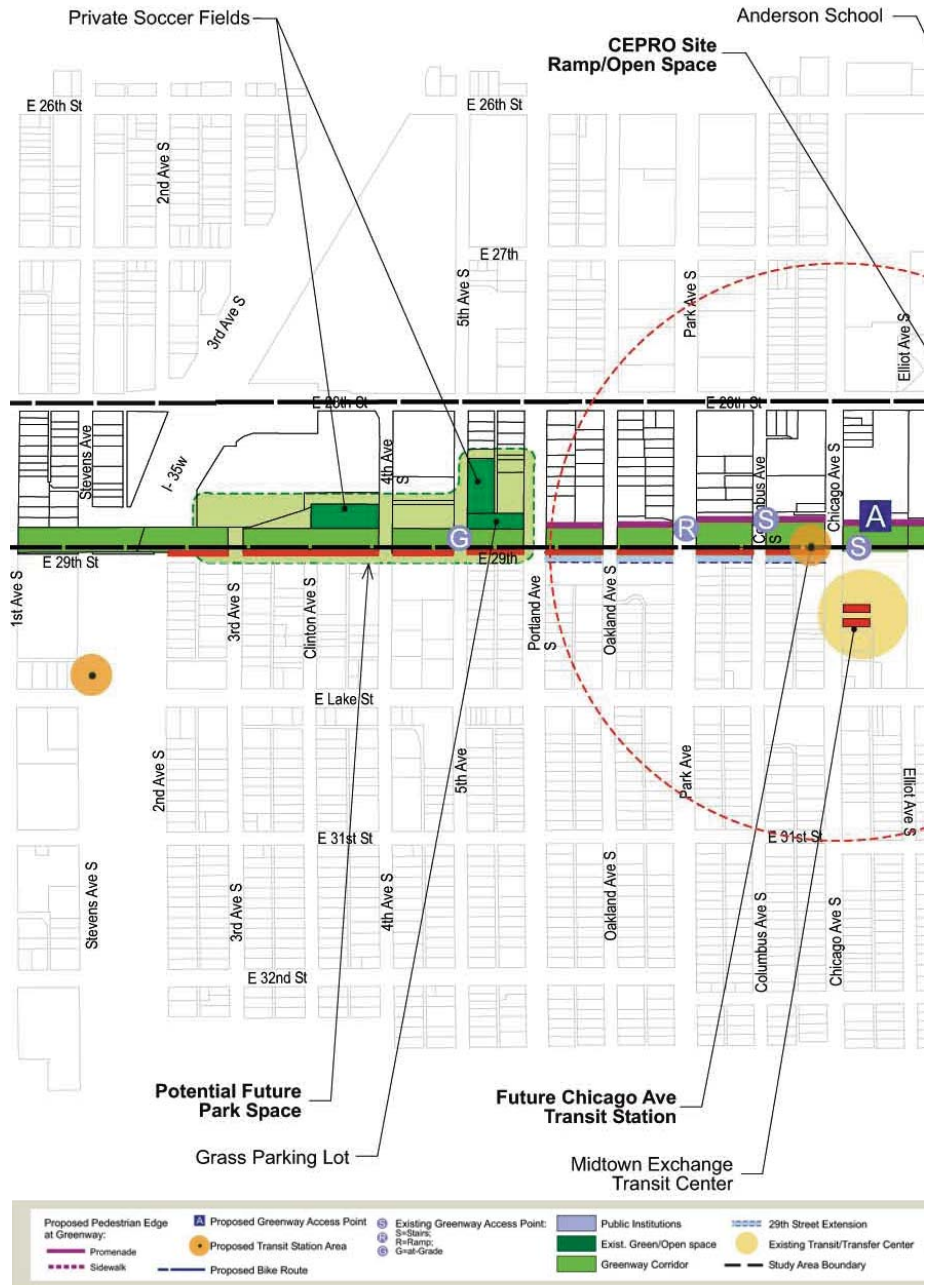 Private Soccer Fields
Anderson School
CEPRO Site
Ramp/Open Space
E 26th St
E 26th St
2nd Ave S
3rd Ave S
5th Ave S
E 27th
Park Ave S
Elliot Ave S
E 28th St
E 28th St
Stevens Ave
I- 35w
4th Ave
S
Columbus Ave
S
Chicago Ave S
A
R
S
G
S
E 29th St
E 29th
1st Ave S
3rd Ave S
Clinton Ave S
Portland Ave
S
Oakland Ave S
E Lake St
2nd Ave S
5th Ave
Park Ave
Elliot Ave S
E 31st St
E 31st St
Stevens Ave S
3rd Ave S
4th Ave S
Oakland Ave S
Columbus Ave S
Chicago Ave S
E 32nd St
Potential Future
Park Space
Future Chicago Ave
Transit Station
Grass Parking Lot
Midtown Exchange
Transit Center
Proposed Pedestrian Edge
at Greenway:
Promenade
Sidewalk
A Proposed Greenway Access Point
Proposed Transit Station Area
Proposed Bike Route
S Existing Greenway Access Point:
R S=Stairs;
R=Ramp;
G G=at-Grade
Public Institutions
Exist. Green/Open space
Greenway Corridor
29th Street Extension
Existing Transit/Transfer Center
Study Area Boundary